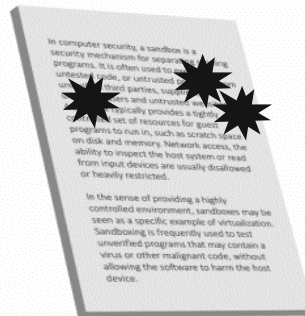 In computer security, a sandbox is a
security mechanism for separating
programs. It is often used to
untested code, or untrusted
third parties,
users and untrusted
typically provides a tightly
set of resources for guest
programs to run in, such as scratch space
on disk and memory. Network access, the
ability to inspect the host system or read
from input devices are usually disallowed
or heavily restricted.

In the sense of providing a highly
controlled environment, sandboxes may be
seen as a specific example of virtualization.
Sandboxing is frequently used to test
unverified programs that may contain a
virus or other malignant code, without
allowing the software to harm the host
device.